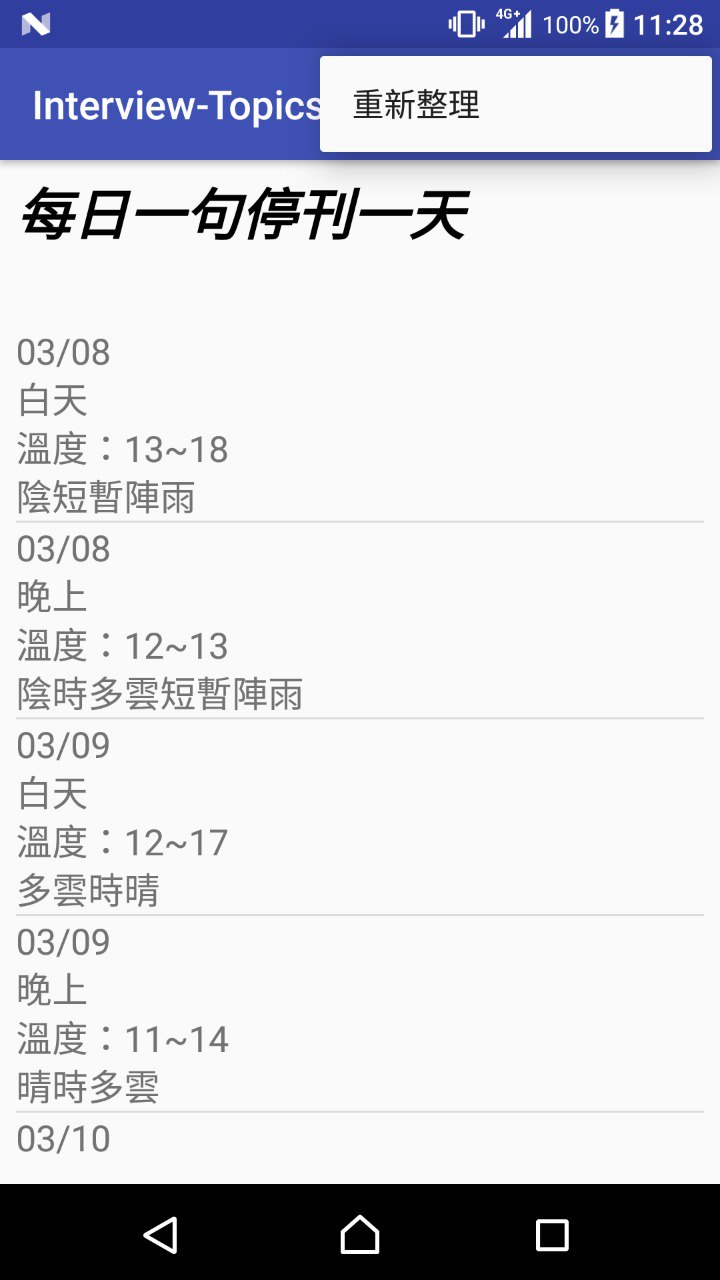 4G+ 100% 11:28
Interview-Topics
重新整理
每日一句停刊一天
03/08
白天
溫度：13~18
陰短暫陣雨
03/08
晚上
溫度：12~13
陰時多雲短暫陣雨
03/09
白天
溫度：12~17
多雲時晴
03/09
晚上
溫度：11~14
晴時多雲
03/10